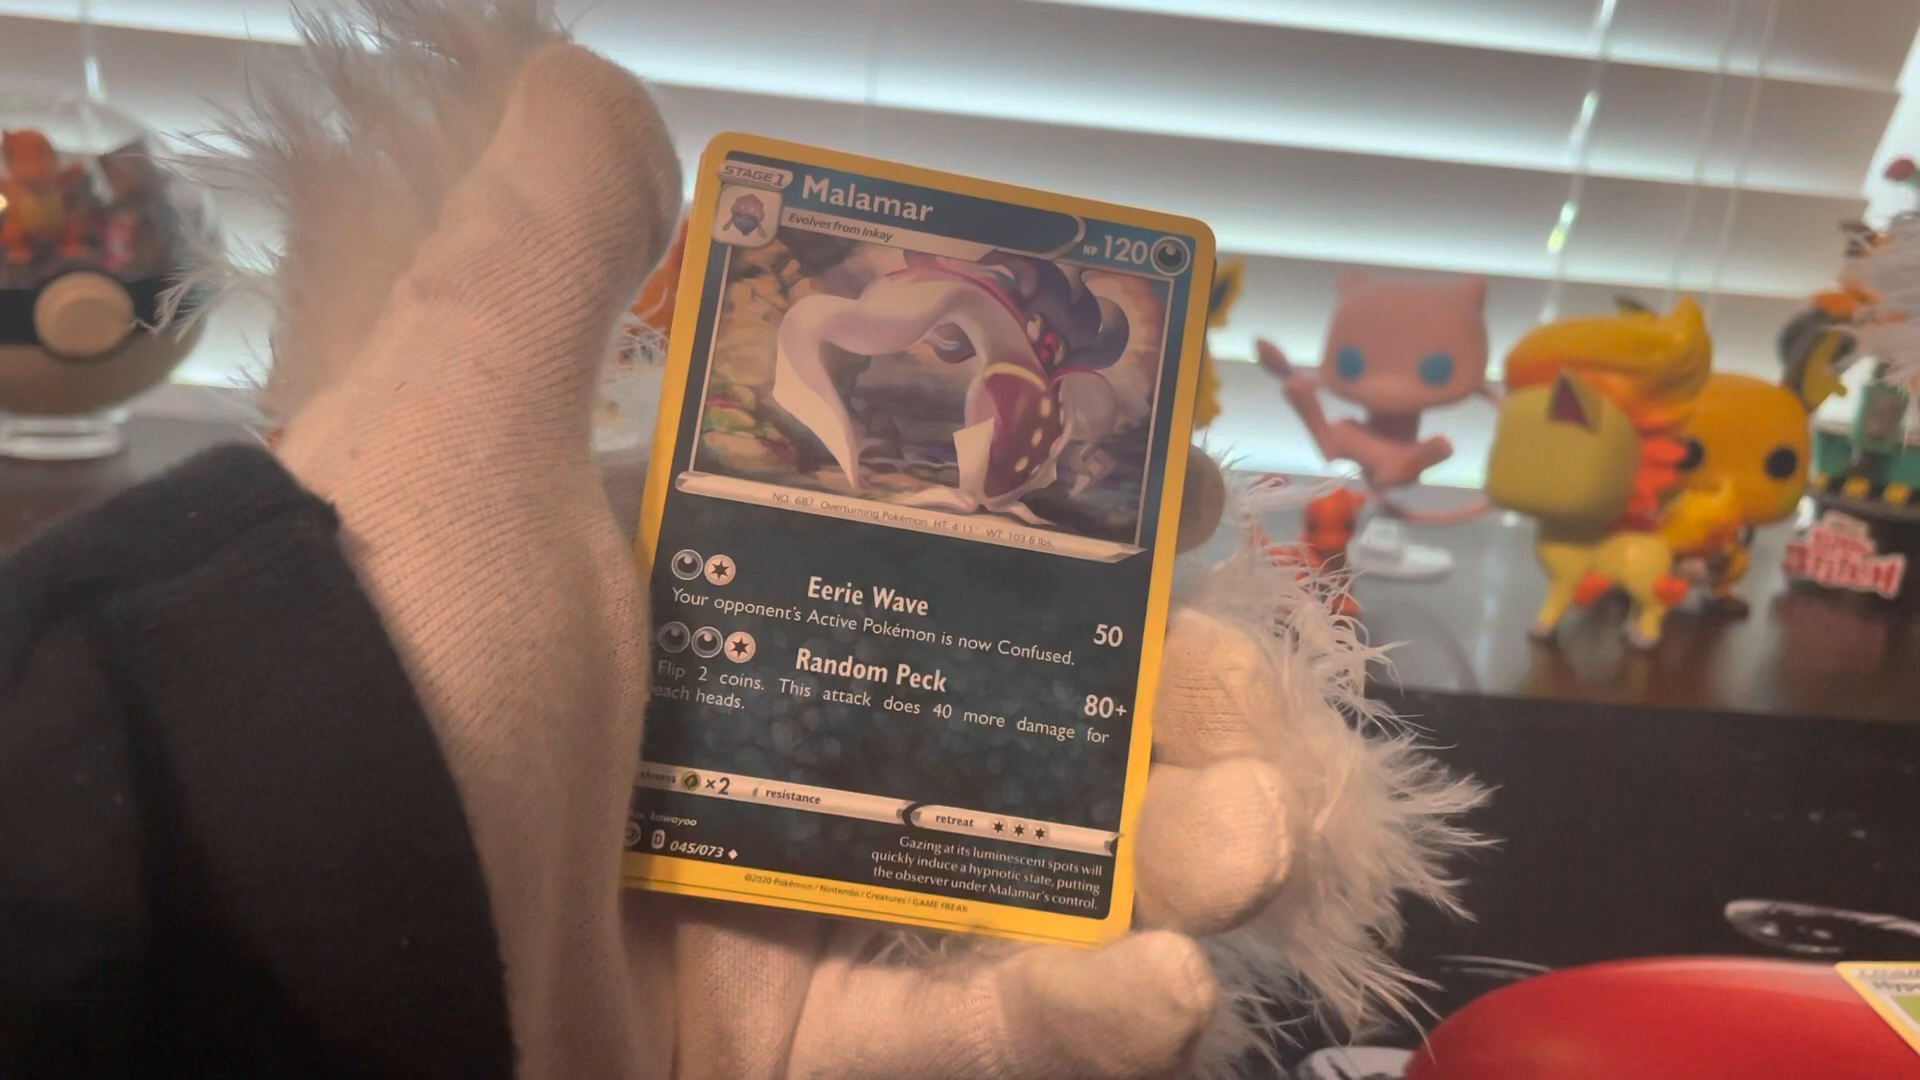 STAGE 1
Malamar
HP 120
Evolves from Inkay
NO. 687 Overturning Pokémon HT: 4'11" WT: 103.6 lbs.
Eerie Wave
50
Your opponent's Active Pokémon is now Confused.
Random Peck
80+
Flip 2 coins. This attack does 40 more damage for
each heads.
×2
resistance
retreat
kawayoo
D 045/073
Gazing at its luminescent spots will
quickly induce a hypnotic state, putting
the observer under Malamar's control.
©2020 Pokémon / Nintendo / Creatures / GAME FREAK